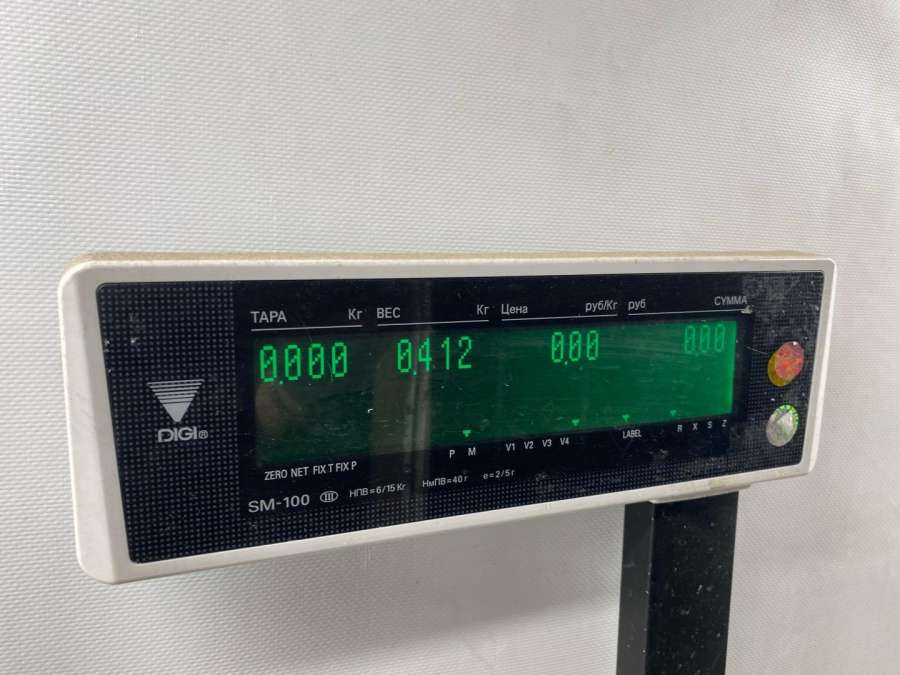 ТАРА Кг ВЕС Кг Цена руб/Кг руб СУММА
0.000 0.412 0.00 0.00
DIGI®
P M V1 V2 V3 V4 LABEL R X S Z
ZERO NET FIX T FIX P
SM-100 III НПВ=6/15 Кг НмПВ=40 г e=2/5 г